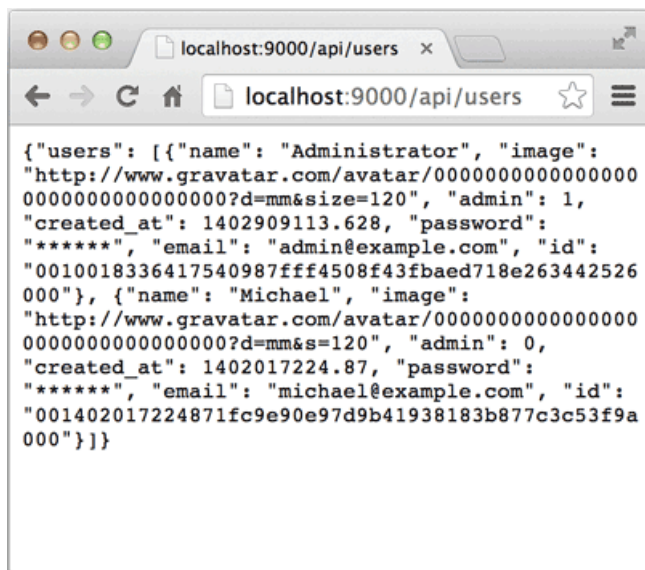 localhost:9000/api/users
localhost:9000/api/users
{"users": [{"name": "Administrator", "image":
"http://www.gravatar.com/avatar/0000000000000000
0000000000000000?d=mm&size=120", "admin": 1,
"created_at": 1402909113.628, "password":
"******", "email": "admin@example.com", "id":
"0010018336417540987fff4508f43fbaed718e263442526
000"}, {"name": "Michael", "image":
"http://www.gravatar.com/avatar/0000000000000000
0000000000000000?d=mm&s=120", "admin": 0,
"created_at": 1402017224.87, "password":
"******", "email": "michael@example.com", "id":
"001402017224871fc9e90e97d9b41938183b877c3c53f9a
000"}]}